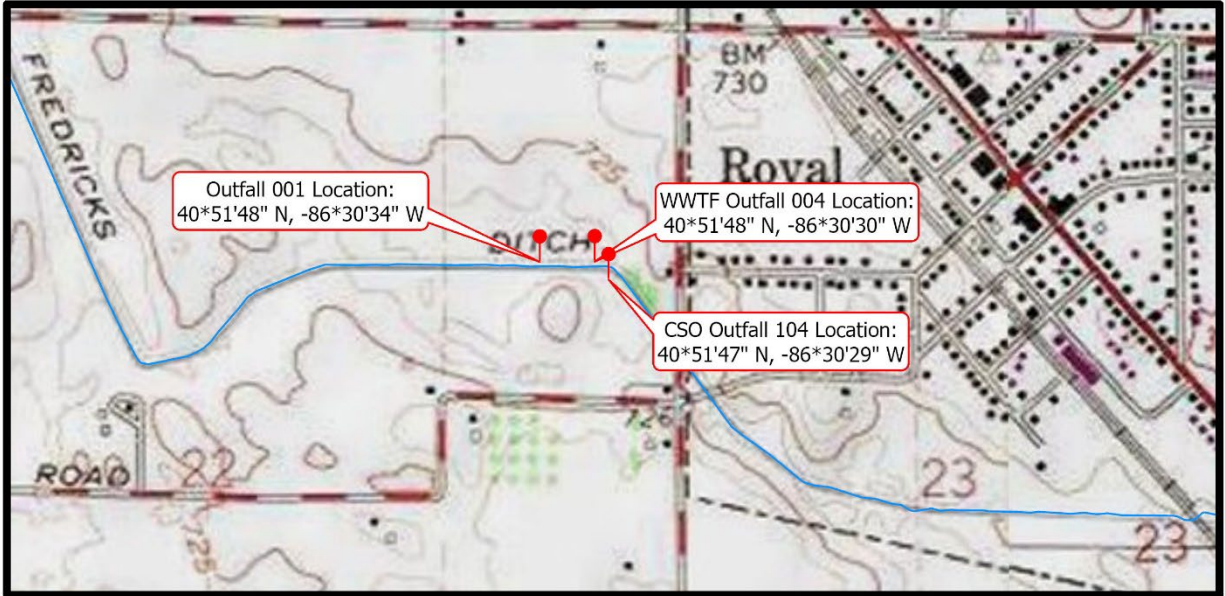 BM
730
FREDRICKS
725
Royal
Outfall 001 Location:
40*51'48" N, -86*30'34" W
WWTF Outfall 004 Location:
40*51'48" N, -86*30'30" W
DITCH
CSO Outfall 104 Location:
40*51'47" N, -86*30'29" W
726
ROAD
22
23
725
23